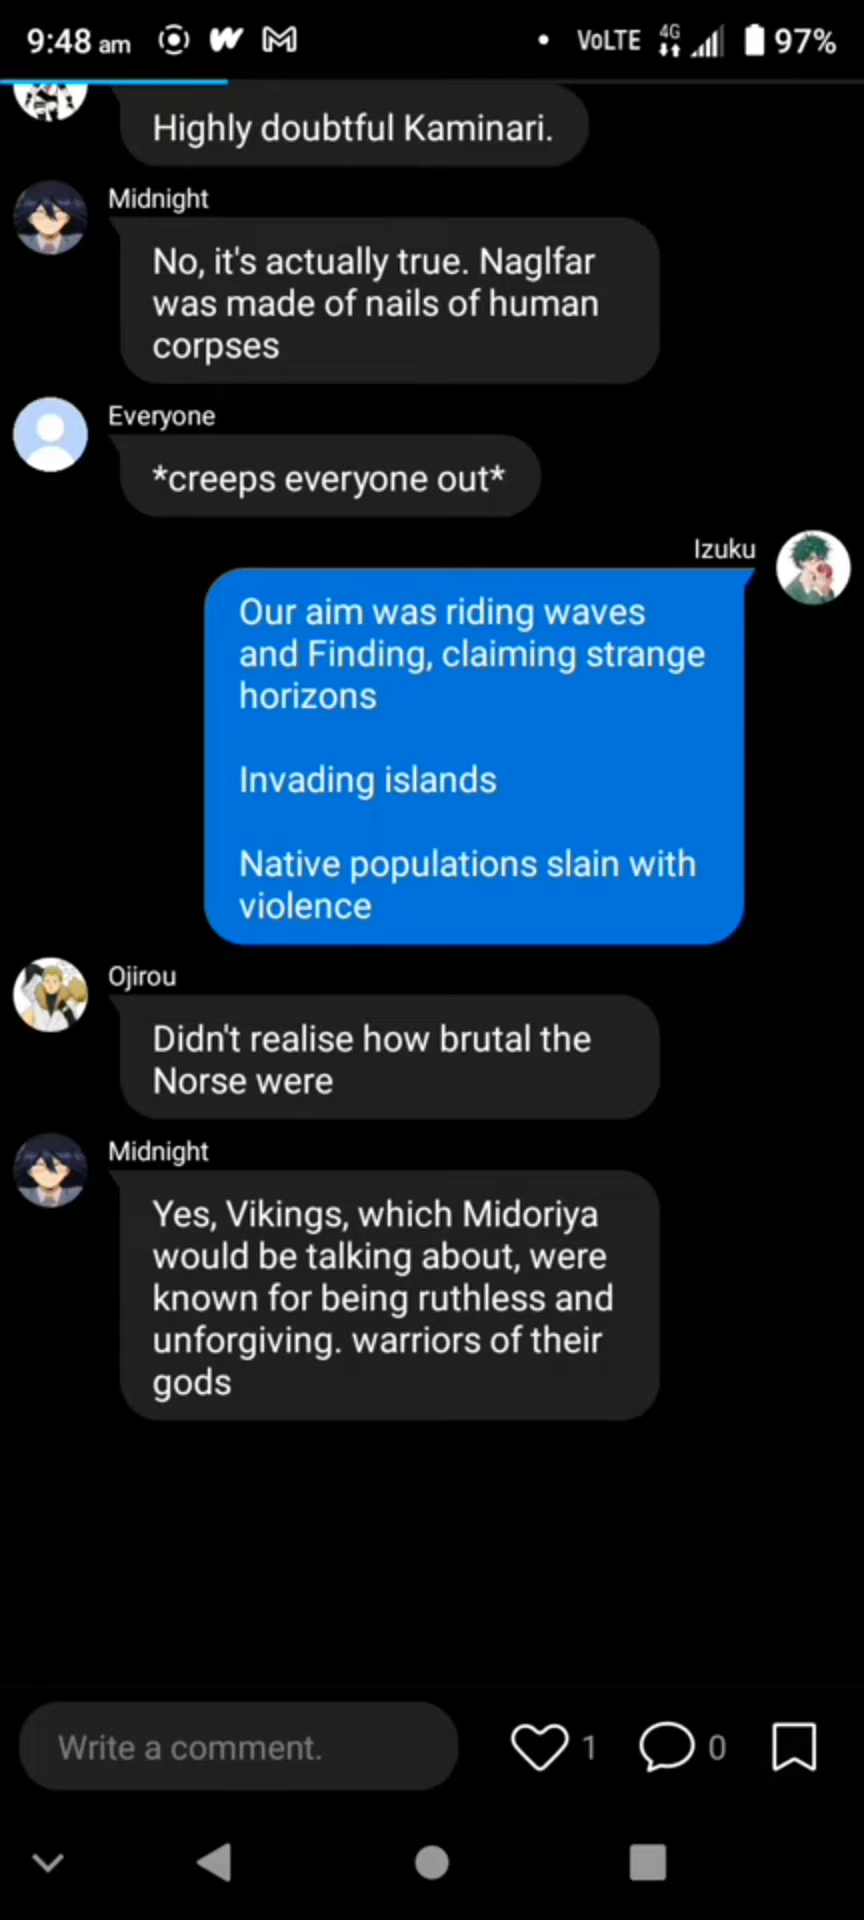 9:48 am VoLTE 4G 97%
Highly doubtful Kaminari.
Midnight
No, it's actually true. Naglfar
was made of nails of human
corpses
Everyone
*creeps everyone out*
Izuku
Our aim was riding waves
and Finding, claiming strange
horizons
Invading islands
Native populations slain with
violence
Ojirou
Didn't realise how brutal the
Norse were
Midnight
Yes, Vikings, which Midoriya
would be talking about, were
known for being ruthless and
unforgiving. warriors of their
gods
Write a comment. 1 0